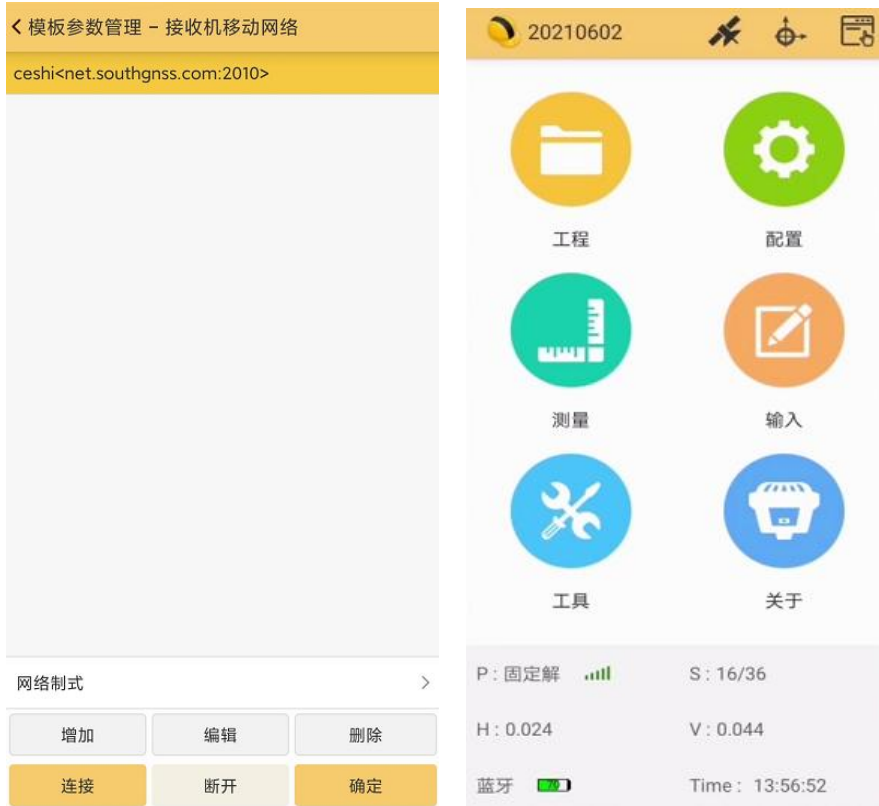 模板参数管理 - 接收机移动网络
ceshi<net.southgnss.com:2010>
网络制式
增加 编辑 删除
连接 断开 确定
20210602
工程 配置
测量 输入
工具 关于
P : 固定解 S : 16/36
H : 0.024 V : 0.044
蓝牙 70 Time : 13:56:52